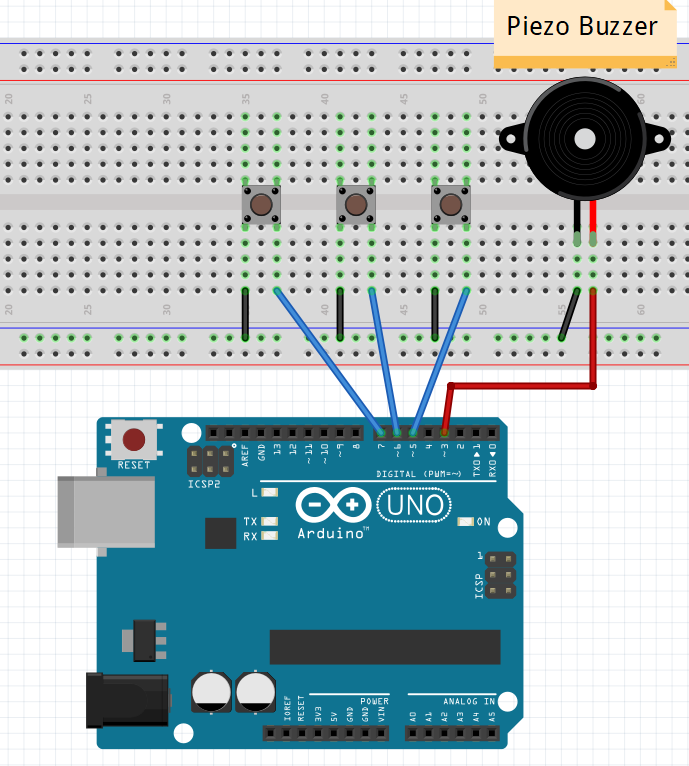 Piezo Buzzer
20 25 30 35 40 45 50 60
20 25 30 35 40 45 50 55 60
RESET
ICSP2
AREF
GND
13
12
~11
~10
~9
8
7
~6
~5
4
~3
2
TX0▶1
RX0◀0
DIGITAL (PWM=~)
L
TX
RX
UNO
Arduino™
ON
1
ICSP
IOREF
RESET
3V3
5V
GND
GND
VIN
POWER
ANALOG IN
A0
A1
A2
A3
A4
A5